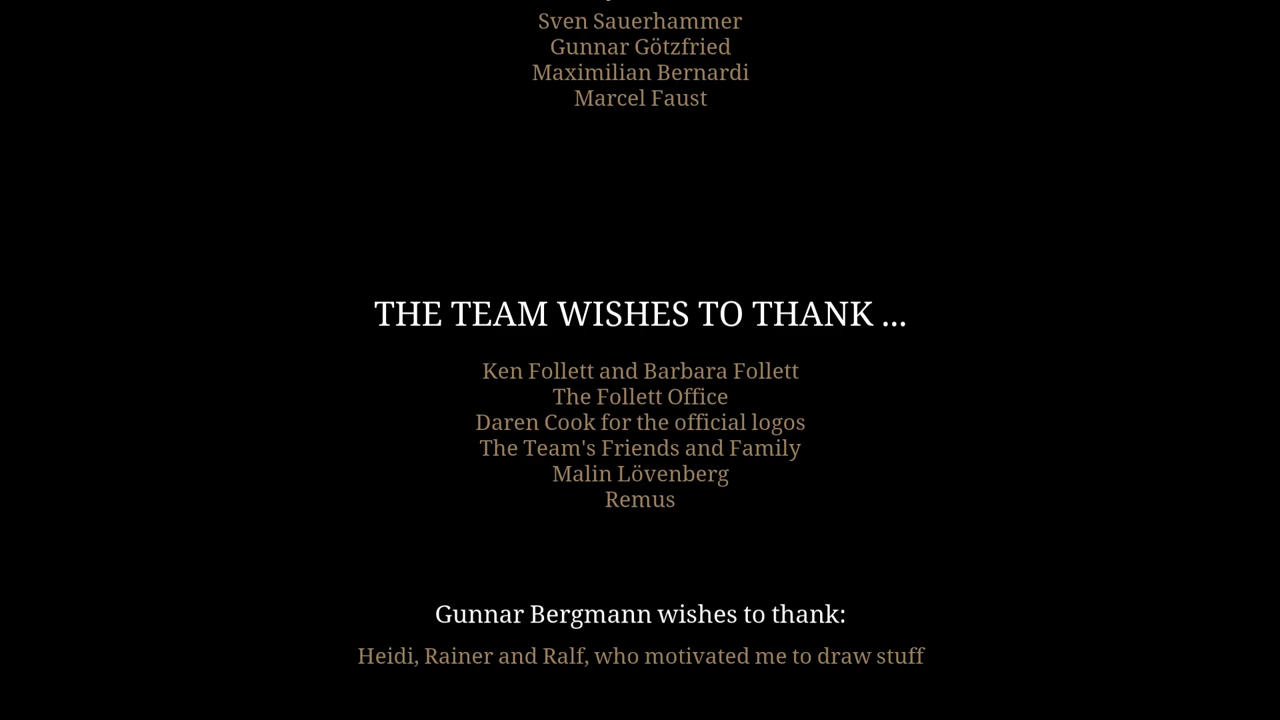 Sven Sauerhammer
Gunnar Götzfried
Maximilian Bernardi
Marcel Faust
THE TEAM WISHES TO THANK ...
Ken Follett and Barbara Follett
The Follett Office
Daren Cook for the official logos
The Team's Friends and Family
Malin Lövenberg
Remus
Gunnar Bergmann wishes to thank:
Heidi, Rainer and Ralf, who motivated me to draw stuff